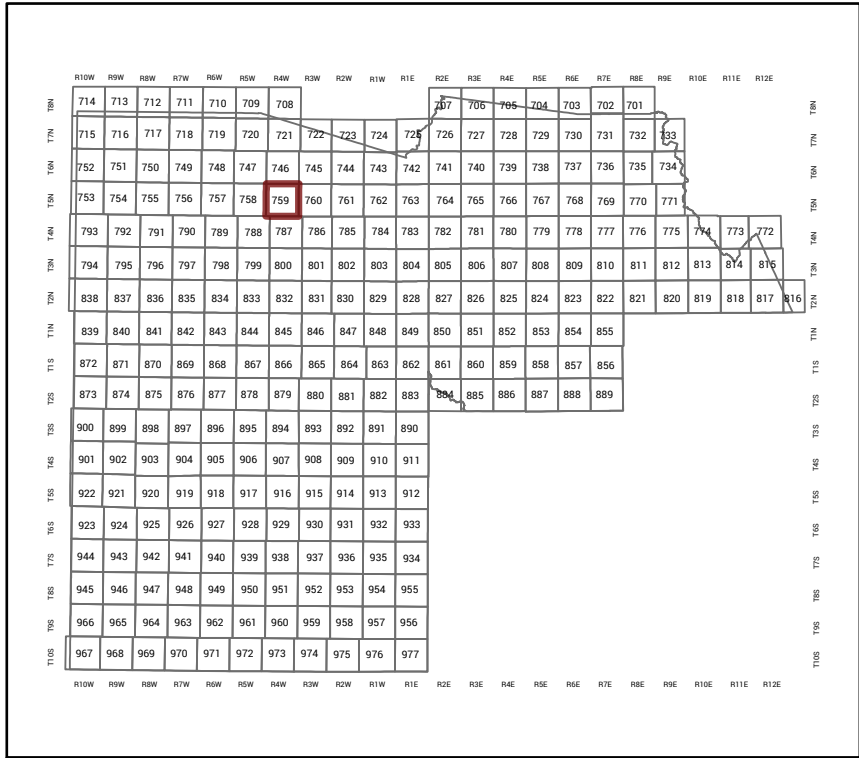 R10W R9W R8W R7W R6W R5W R4W R3W R2W R1W R1E R2E R3E R4E R5E R6E R7E R8E R9E R10E R11E R12E
T8N 714 713 712 711 710 709 708 707 706 705 704 703 702 701 T8N
T7N 715 716 717 718 719 720 721 722 723 724 725 726 727 728 729 730 731 732 733 T7N
T6N 752 751 750 749 748 747 746 745 744 743 742 741 740 739 738 737 736 735 734 T6N
T5N 753 754 755 756 757 758 759 760 761 762 763 764 765 766 767 768 769 770 771 T5N
T4N 793 792 791 790 789 788 787 786 785 784 783 782 781 780 779 778 777 776 775 774 773 772 T4N
T3N 794 795 796 797 798 799 800 801 802 803 804 805 806 807 808 809 810 811 812 813 814 815 T3N
T2N 838 837 836 835 834 833 832 831 830 829 828 827 826 825 824 823 822 821 820 819 818 817 816 T2N
T1N 839 840 841 842 843 844 845 846 847 848 849 850 851 852 853 854 855 T1N
T1S 872 871 870 869 868 867 866 865 864 863 862 861 860 859 858 857 856 T1S
T2S 873 874 875 876 877 878 879 880 881 882 883 884 885 886 887 888 889 T2S
T3S 900 899 898 897 896 895 894 893 892 891 890 T3S
T4S 901 902 903 904 905 906 907 908 909 910 911 T4S
T5S 922 921 920 919 918 917 916 915 914 913 912 T5S
T6S 923 924 925 926 927 928 929 930 931 932 933 T6S
T7S 944 943 942 941 940 939 938 937 936 935 934 T7S
T8S 945 946 947 948 949 950 951 952 953 954 955 T8S
T9S 966 965 964 963 962 961 960 959 958 957 956 T9S
T10S 967 968 969 970 971 972 973 974 975 976 977 T10S
R10W R9W R8W R7W R6W R5W R4W R3W R2W R1W R1E R2E R3E R4E R5E R6E R7E R8E R9E R10E R11E R12E